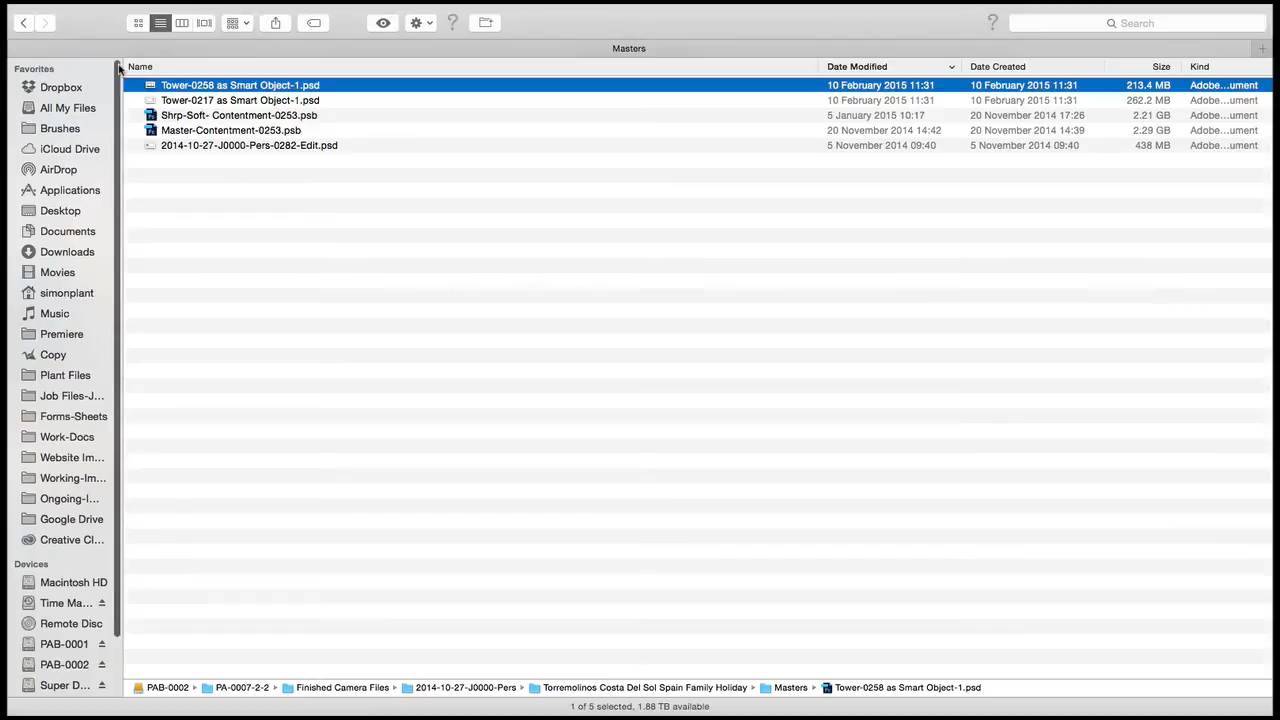 Search
Masters
Favorites
Dropbox
All My Files
Brushes
iCloud Drive
AirDrop
Applications
Desktop
Documents
Downloads
Movies
simonplant
Music
Premiere
Copy
Plant Files
Job Files-J...
Forms-Sheets
Work-Docs
Website Im...
Working-Im...
Ongoing-I...
Google Drive
Creative Cl...
Devices
Macintosh HD
Time Ma...
Remote Disc
PAB-0001
PAB-0002
Super D...
Name Date Modified Date Created Size Kind
Tower-0258 as Smart Object-1.psd 10 February 2015 11:31 10 February 2015 11:31 213.4 MB Adobe...ument
Tower-0217 as Smart Object-1.psd 10 February 2015 11:31 10 February 2015 11:31 262.2 MB Adobe...ument
Shrp-Soft- Contentment-0253.psb 5 January 2015 10:17 20 November 2014 17:26 2.21 GB Adobe...ument
Master-Contentment-0253.psb 20 November 2014 14:42 20 November 2014 14:39 2.29 GB Adobe...ument
2014-10-27-J0000-Pers-0282-Edit.psd 5 November 2014 09:40 5 November 2014 09:40 438 MB Adobe...ument
PAB-0002 PA-0007-2-2 Finished Camera Files 2014-10-27-J0000-Pers Torremolinos Costa Del Sol Spain Family Holiday Masters Tower-0258 as Smart Object-1.psd
1 of 5 selected, 1.88 TB available